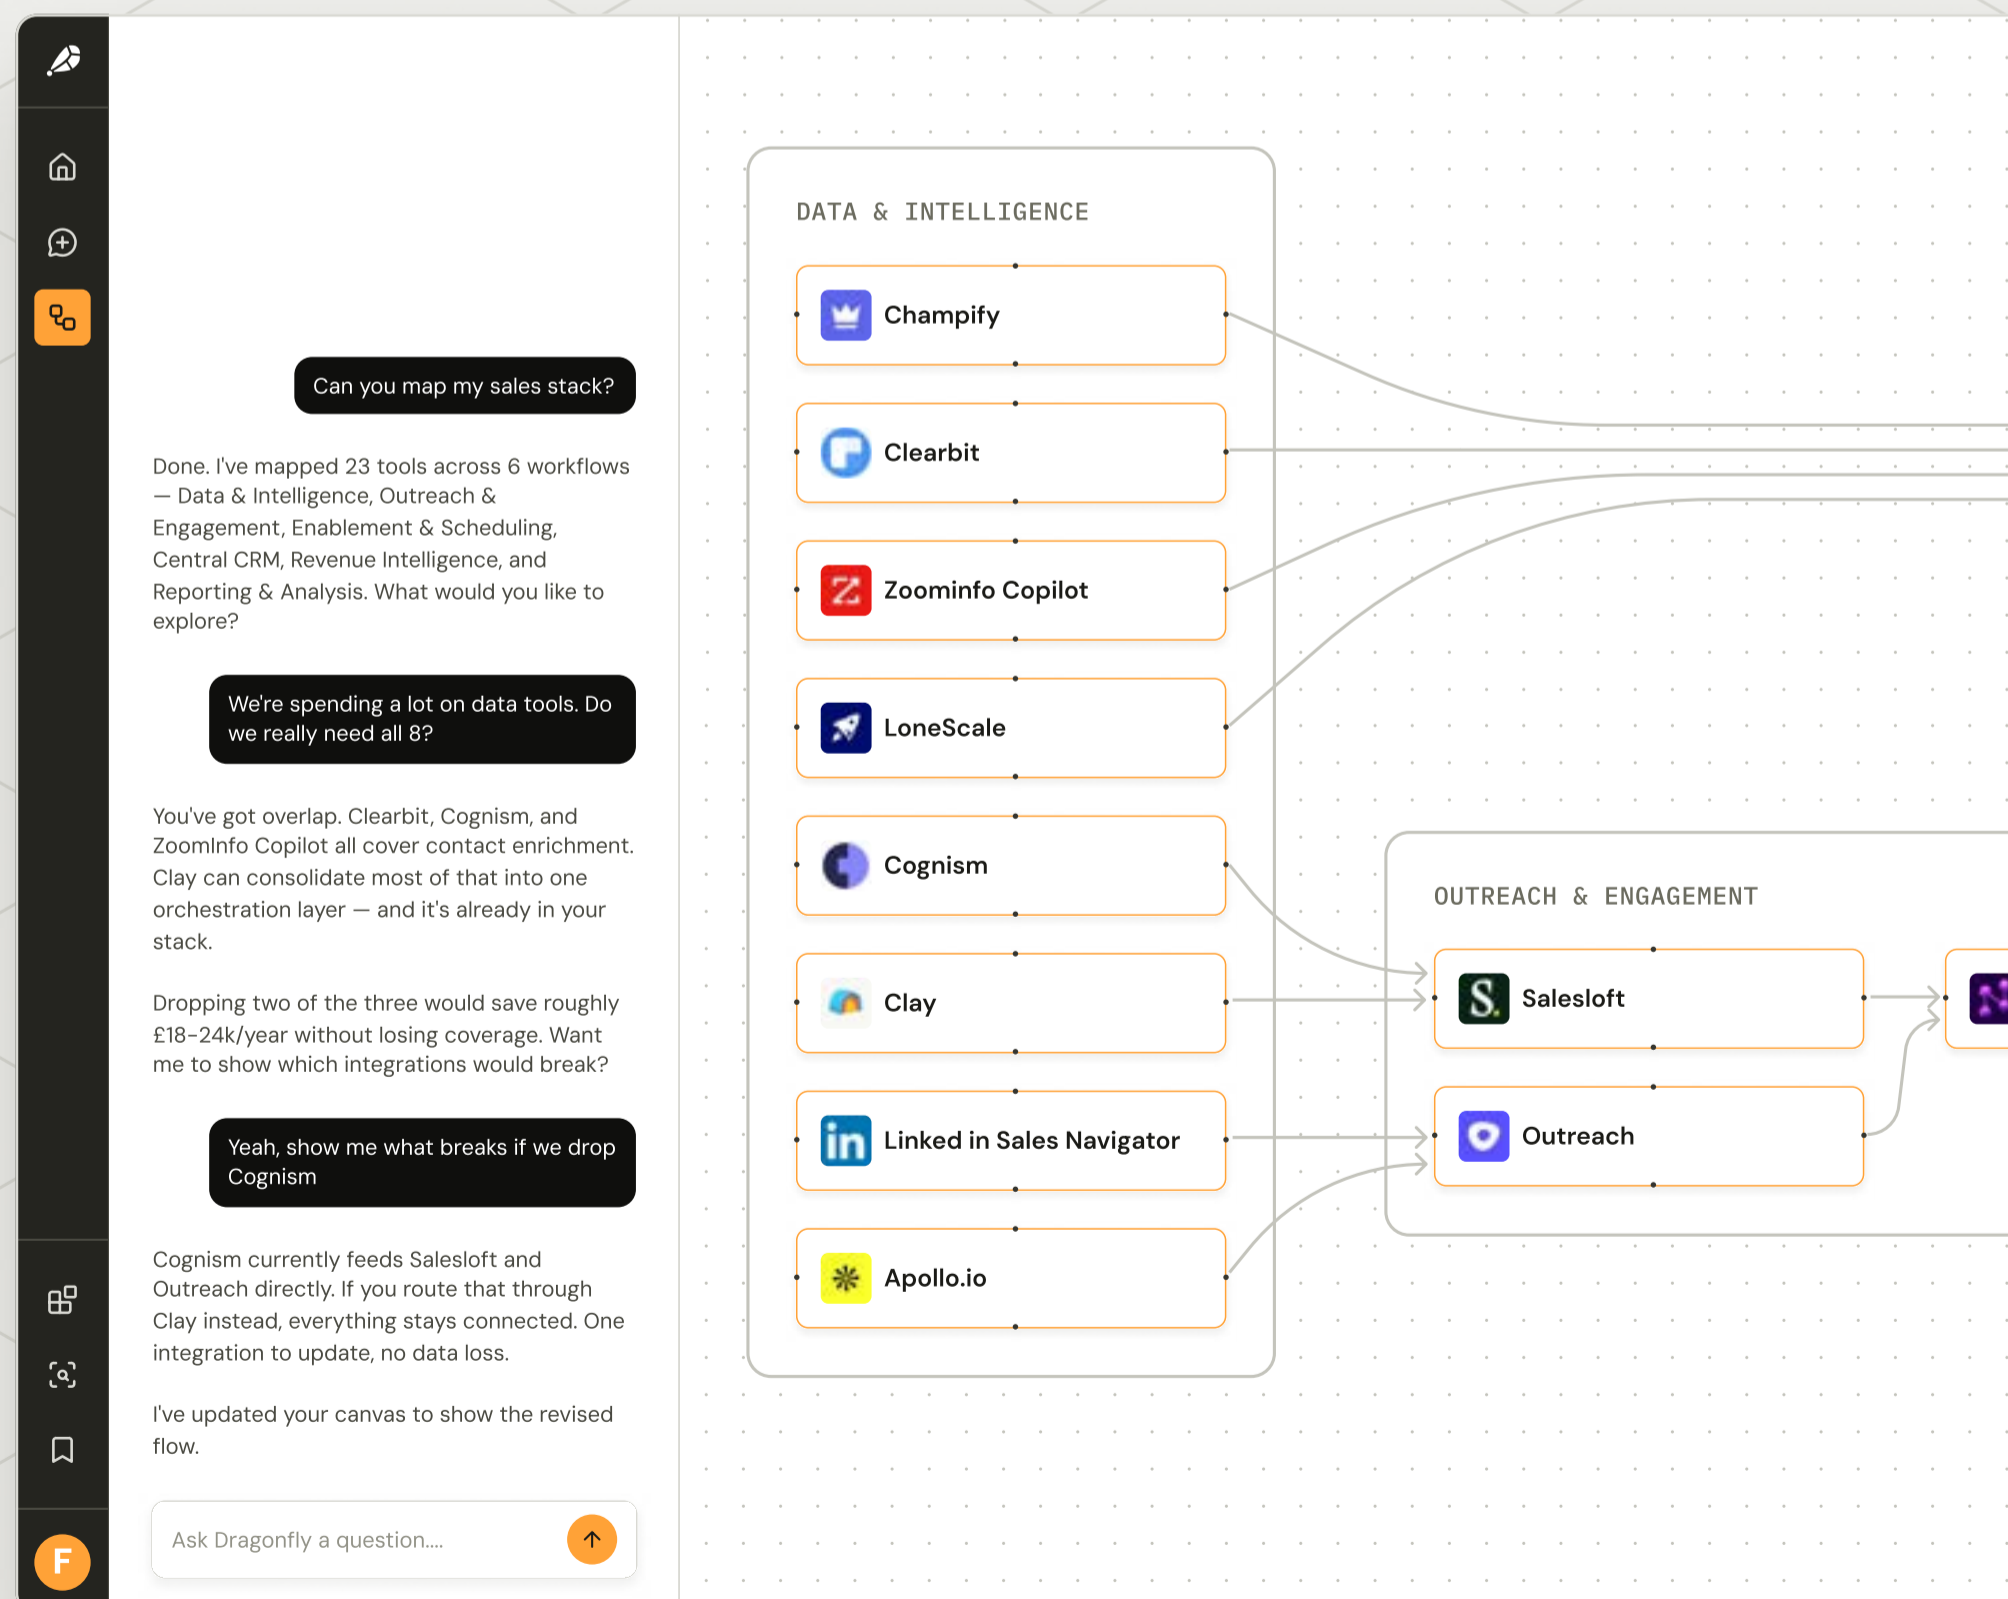 Can you map my sales stack?
Done. I've mapped 23 tools across 6 workflows
— Data & Intelligence, Outreach &
Engagement, Enablement & Scheduling,
Central CRM, Revenue Intelligence, and
Reporting & Analysis. What would you like to
explore?
We're spending a lot on data tools. Do
we really need all 8?
You've got overlap. Clearbit, Cognism, and
ZoomInfo Copilot all cover contact enrichment.
Clay can consolidate most of that into one
orchestration layer — and it's already in your
stack.
Dropping two of the three would save roughly
£18–24k/year without losing coverage. Want
me to show which integrations would break?
Yeah, show me what breaks if we drop
Cognism
Cognism currently feeds Salesloft and
Outreach directly. If you route that through
Clay instead, everything stays connected. One
integration to update, no data loss.
I've updated your canvas to show the revised
flow.
Ask Dragonfly a question....
F
DATA & INTELLIGENCE
Champify
Clearbit
Zoominfo Copilot
LoneScale
Cognism
Clay
in Linked in Sales Navigator
Apollo.io
OUTREACH & ENGAGEMENT
S. Salesloft
Outreach